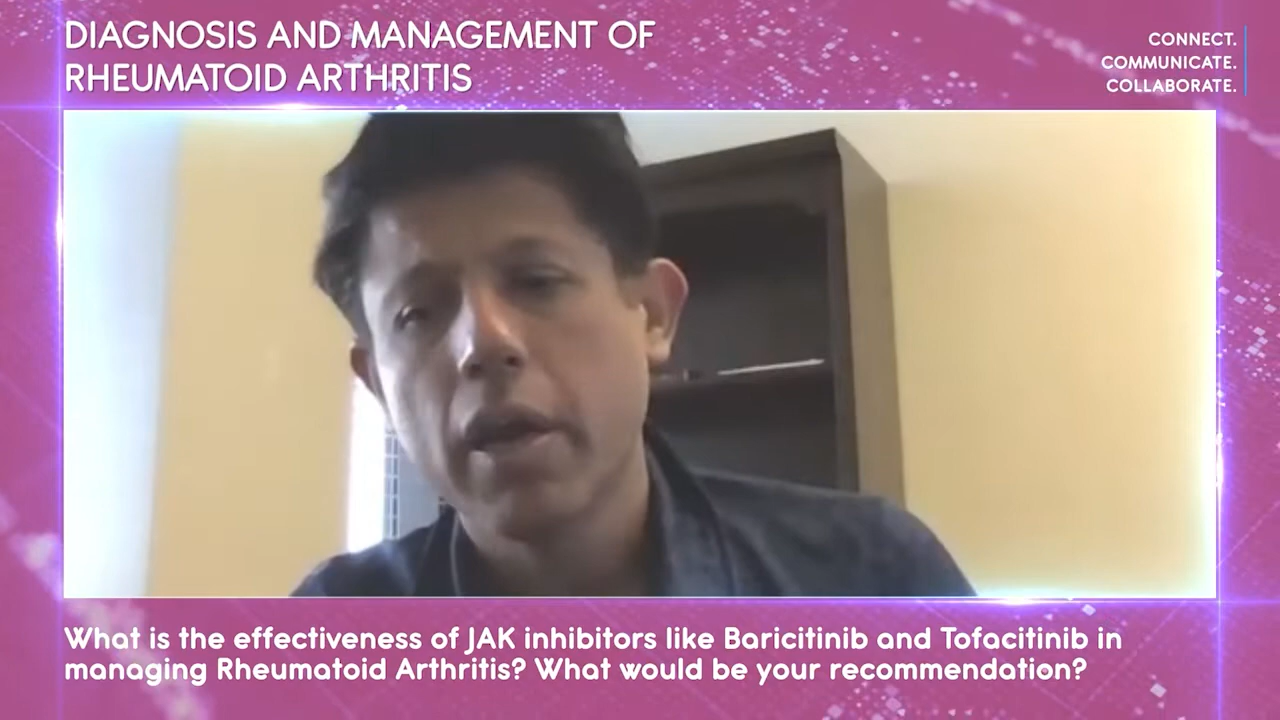 DIAGNOSIS AND MANAGEMENT OF
RHEUMATOID ARTHRITIS
CONNECT.
COMMUNICATE.
COLLABORATE.
What is the effectiveness of JAK inhibitors like Baricitinib and Tofacitinib in
managing Rheumatoid Arthritis? What would be your recommendation?